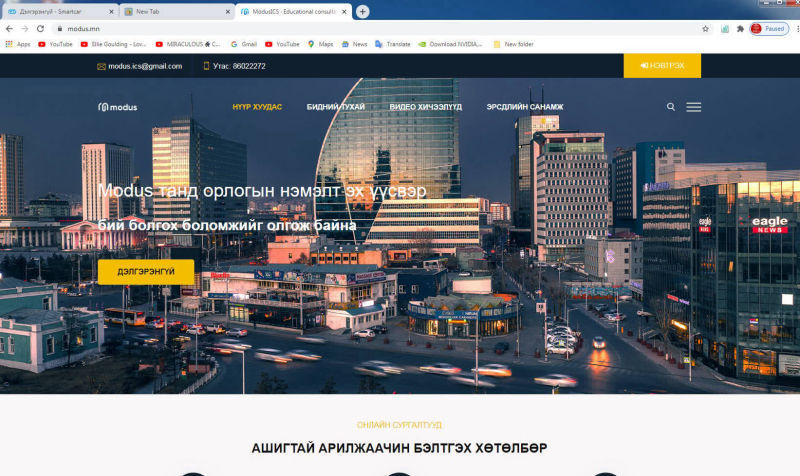 Дэлгэрэнгүй - Smartcar
New Tab
ModusICS - Educational consulti
modus.mn
Paused
Apps
YouTube
Ellie Goulding - Lov...
MIRACULOUS
C...
Gmail
YouTube
Maps
News
Translate
Download NVIDIA,...
New folder
modus.ics@gmail.com
Утас: 86022272
НЭВТРЭХ
modus
НҮҮР ХУУДАС
БИДНИЙ ТУХАЙ
ВИДЕО ХИЧЭЭЛҮҮД
ЭРСДЛИЙН САНАМЖ
Modus танд орлогын нэмэлт эх үүсвэр
бий болгох боломжийг олгож байна
ДЭЛГЭРЭНГҮЙ
eagle
NEWS
eagle
NEWS
ОНЛАЙН СУРГАЛТУУД
АШИГТАЙ АРИЛЖААЧИН БЭЛТГЭХ ХӨТӨЛБӨР